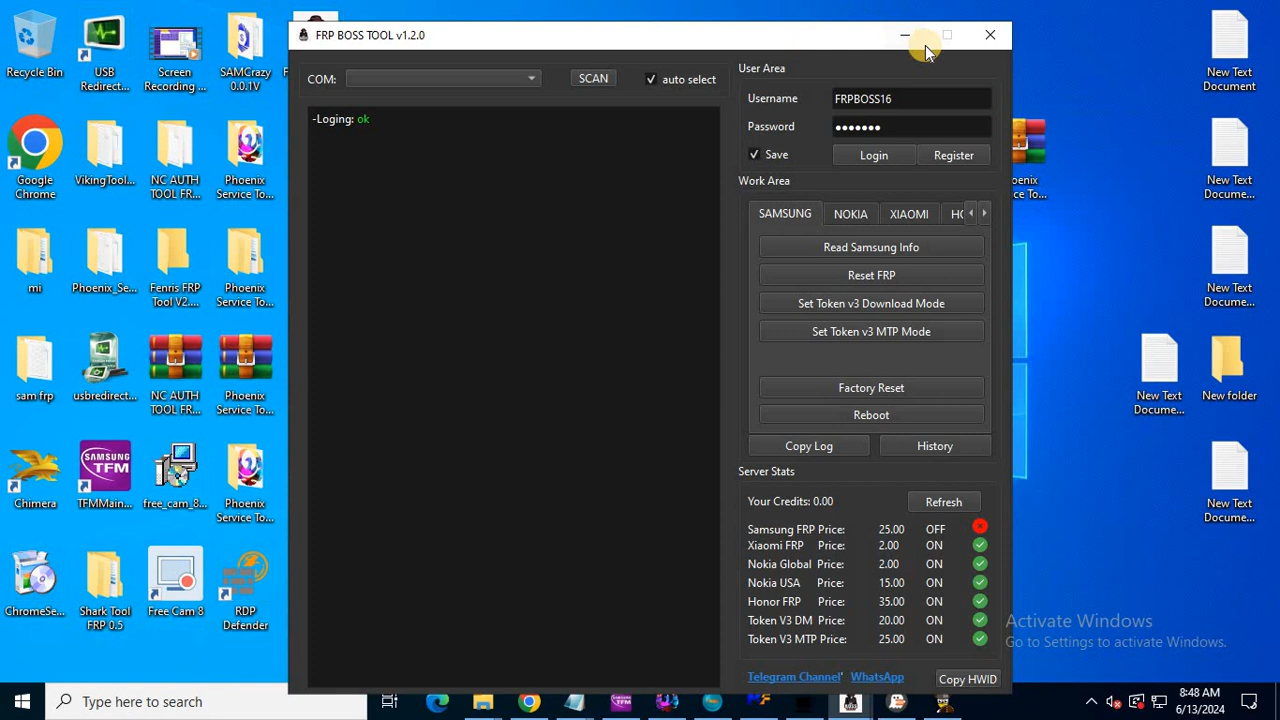 FRP BOSS TOOL v1.2.0
COM:
SCAN
auto select
-Loging: ok
User Area
Username
FRPBOSS16
Password
Save
Login
Register
Work Area
SAMSUNG
NOKIA
XIAOMI
Read Samsung Info
Reset FRP
Set Token v3 Download Mode
Set Token v3 MTP Mode
Factory Reset
Reboot
Copy Log
History
Server Stats
Your Credits: 0.00
Refresh
Samsung FRP Price: 25.00 OFF
Xiaomi FRP Price: 2.00 ON
Nokia Global Price: 2.00 ON
Nokia USA Price: 15.00 ON
Honor FRP Price: 35.00 ON
Token V3 DM Price: 20.00 ON
Token V3 MTP Price: 25.00 ON
Telegram Channel'
WhatsApp
Copy HWID
Recycle Bin
USB
Redirect...
Screen
Recording ...
SAMCrazy
0.0.1V
Google
Chrome
VikingTool...
NC AUTH
TOOL FR...
Phoenix
Service To...
mi
Phoenix_Se...
Fenris FRP
Tool V2....
Phoenix
Service To...
sam frp
usbredirect...
NC AUTH
TOOL FR...
Phoenix
Service To...
Chimera
SAMSUNG
TFM
TFMMain...
free_cam_8...
Phoenix
Service To...
ChromeSe...
Shark Tool
FRP 0.5
Free Cam 8
RDP
Defender
New Text
Document
New Text
Docume...
New Text
Docume...
New Text
Docume...
New folder
New Text
Docume...
Activate Windows
Go to Settings to activate Windows.
Type here to search
8:48 AM
6/13/2024